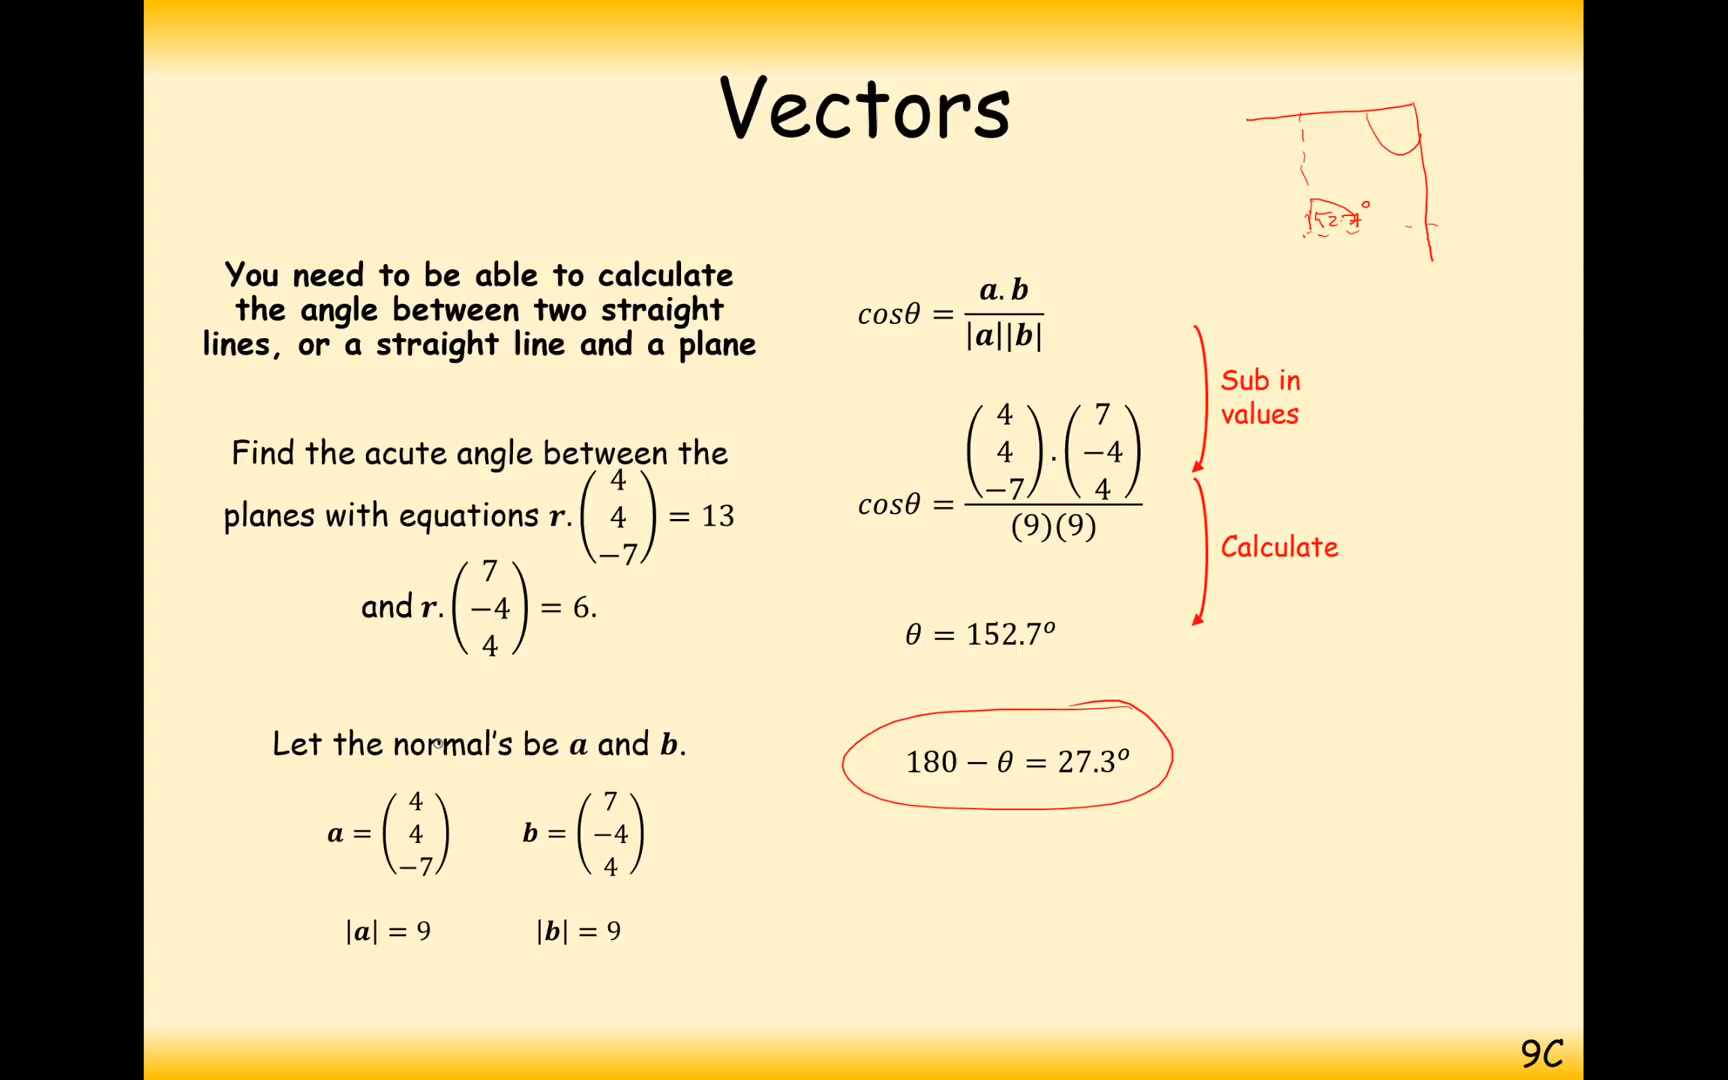 Vectors
You need to be able to calculate
the angle between two straight
lines, or a straight line and a plane
Find the acute angle between the
planes with equations r. (4 4 −7) = 13
and r. (7 −4 4) = 6.
Let the normal's be a and b.
a = (4 4 −7) b = (7 −4 4)
|a| = 9 |b| = 9
cosθ = a.b / |a||b|
Sub in
values
cosθ = (4 4 −7) . (7 −4 4) / (9)(9)
Calculate
θ = 152.7°
180 − θ = 27.3°
152.7°
9C